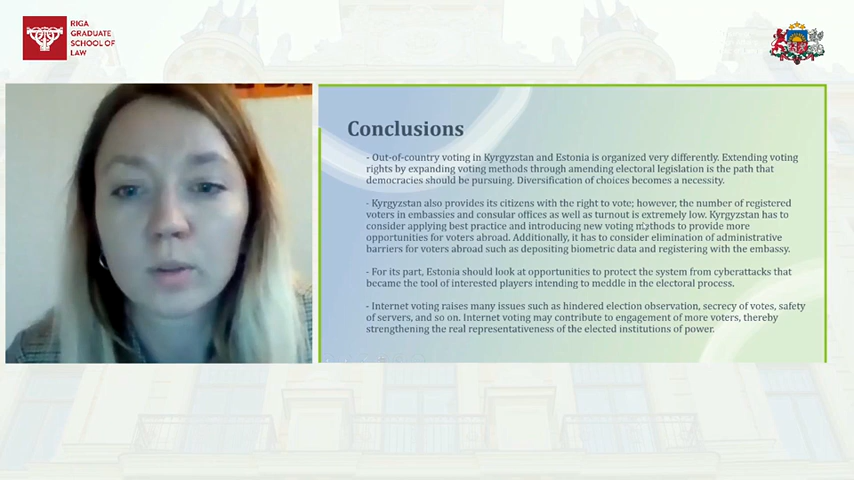 RIGA
GRADUATE
SCHOOL OF
LAW
Conclusions
- Out-of-country voting in Kyrgyzstan and Estonia is organized very differently. Extending voting
rights by expanding voting methods through amending electoral legislation is the path that
democracies should be pursuing. Diversification of choices becomes a necessity.
- Kyrgyzstan also provides its citizens with the right to vote; however, the number of registered
voters in embassies and consular offices as well as turnout is extremely low. Kyrgyzstan has to
consider applying best practice and introducing new voting methods to provide more
opportunities for voters abroad. Additionally, it has to consider elimination of administrative
barriers for voters abroad such as depositing biometric data and registering with the embassy.
- For its part, Estonia should look at opportunities to protect the system from cyberattacks that
became the tool of interested players intending to meddle in the electoral process.
- Internet voting raises many issues such as hindered election observation, secrecy of votes, safety
of servers, and so on. Internet voting may contribute to engagement of more voters, thereby
strengthening the real representativeness of the elected institutions of power.